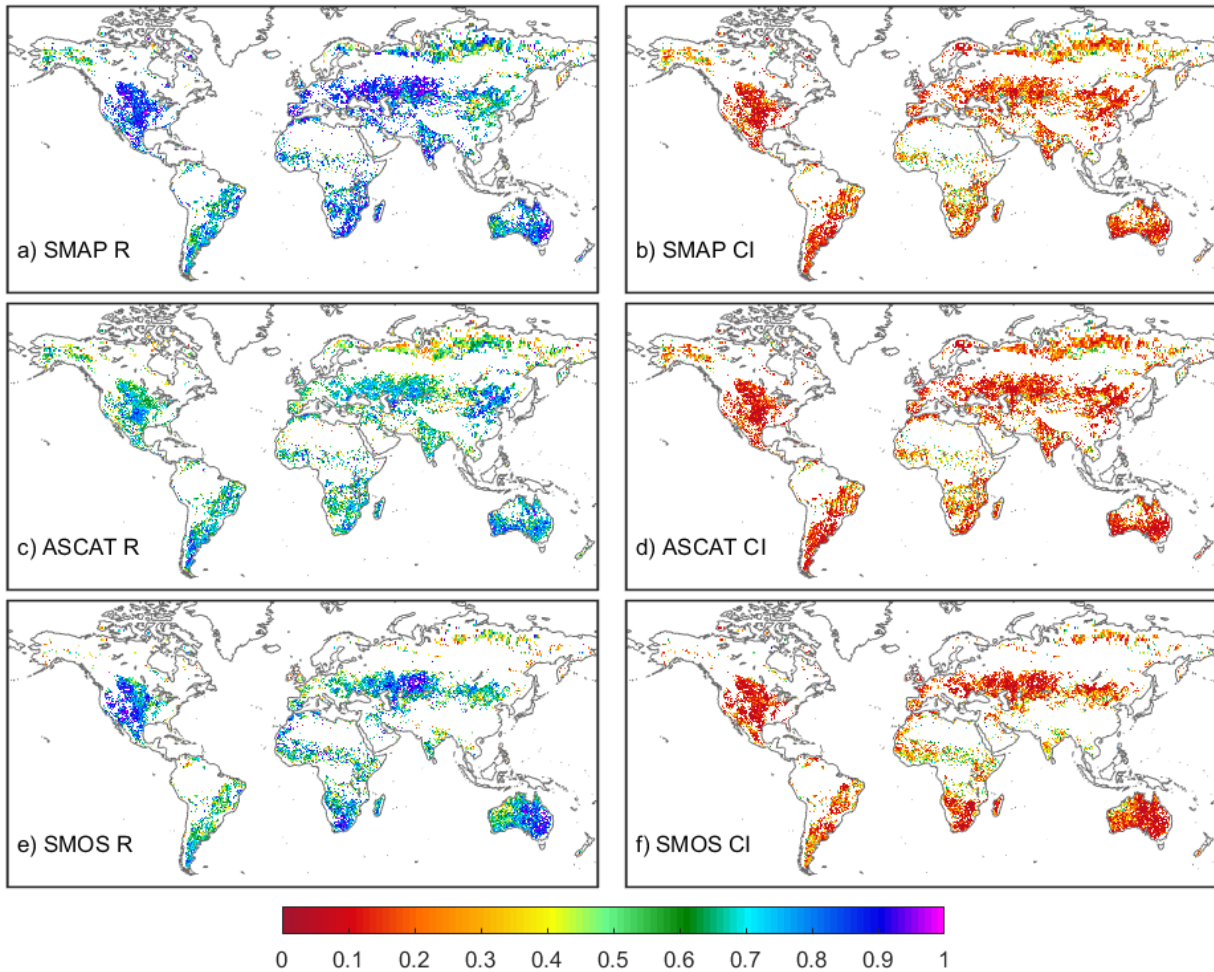 a) SMAP R
b) SMAP CI
c) ASCAT R
d) ASCAT CI
e) SMOS R
f) SMOS CI
0 0.1 0.2 0.3 0.4 0.5 0.6 0.7 0.8 0.9 1